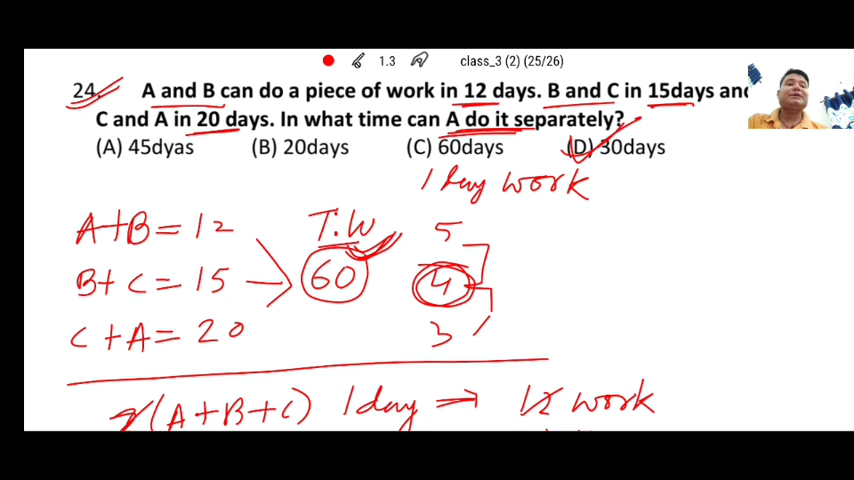 1.3 class_3 (2) (25/26)
24. A and B can do a piece of work in 12 days. B and C in 15days and
C and A in 20 days. In what time can A do it separately?
(A) 45dyas (B) 20days (C) 60days (D) 30days
1 day work
A+B = 12 T.W 5
B+C = 15 60 4
C+A = 20 3
2(A+B+C) 1 day ⇒ 12 work